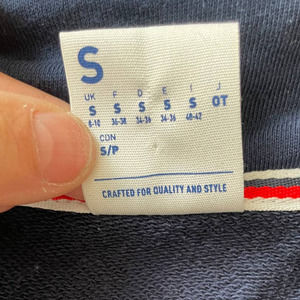 S
UK F D E I J
S S S S S OT
8-10 36-38 34-36 34-36 40-42
CDN
S/P
CRAFTED FOR QUALITY AND STYLE